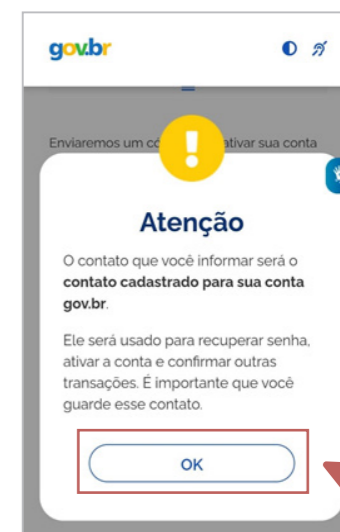 gov.br
Enviaremos um có ativar sua conta
Atenção
O contato que você informar será o
contato cadastrado para sua conta
gov.br.
Ele será usado para recuperar senha,
ativar a conta e confirmar outras
transações. É importante que você
guarde esse contato.
OK